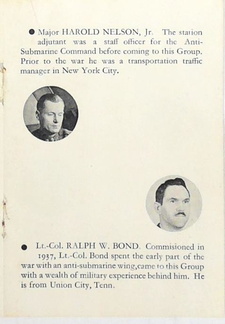 ● Major HAROLD NELSON, Jr. The station
adjutant was a staff officer for the Anti-
Submarine Command before coming to this Group.
Prior to the war he was a transportation traffic
manager in New York City.
● Lt.-Col. RALPH W. BOND. Commisioned in
1937, Lt.-Col. Bond spent the early part of the
war with an anti-submarine wing,came to this Group
with a wealth of military experience behind him. He
is from Union City, Tenn.